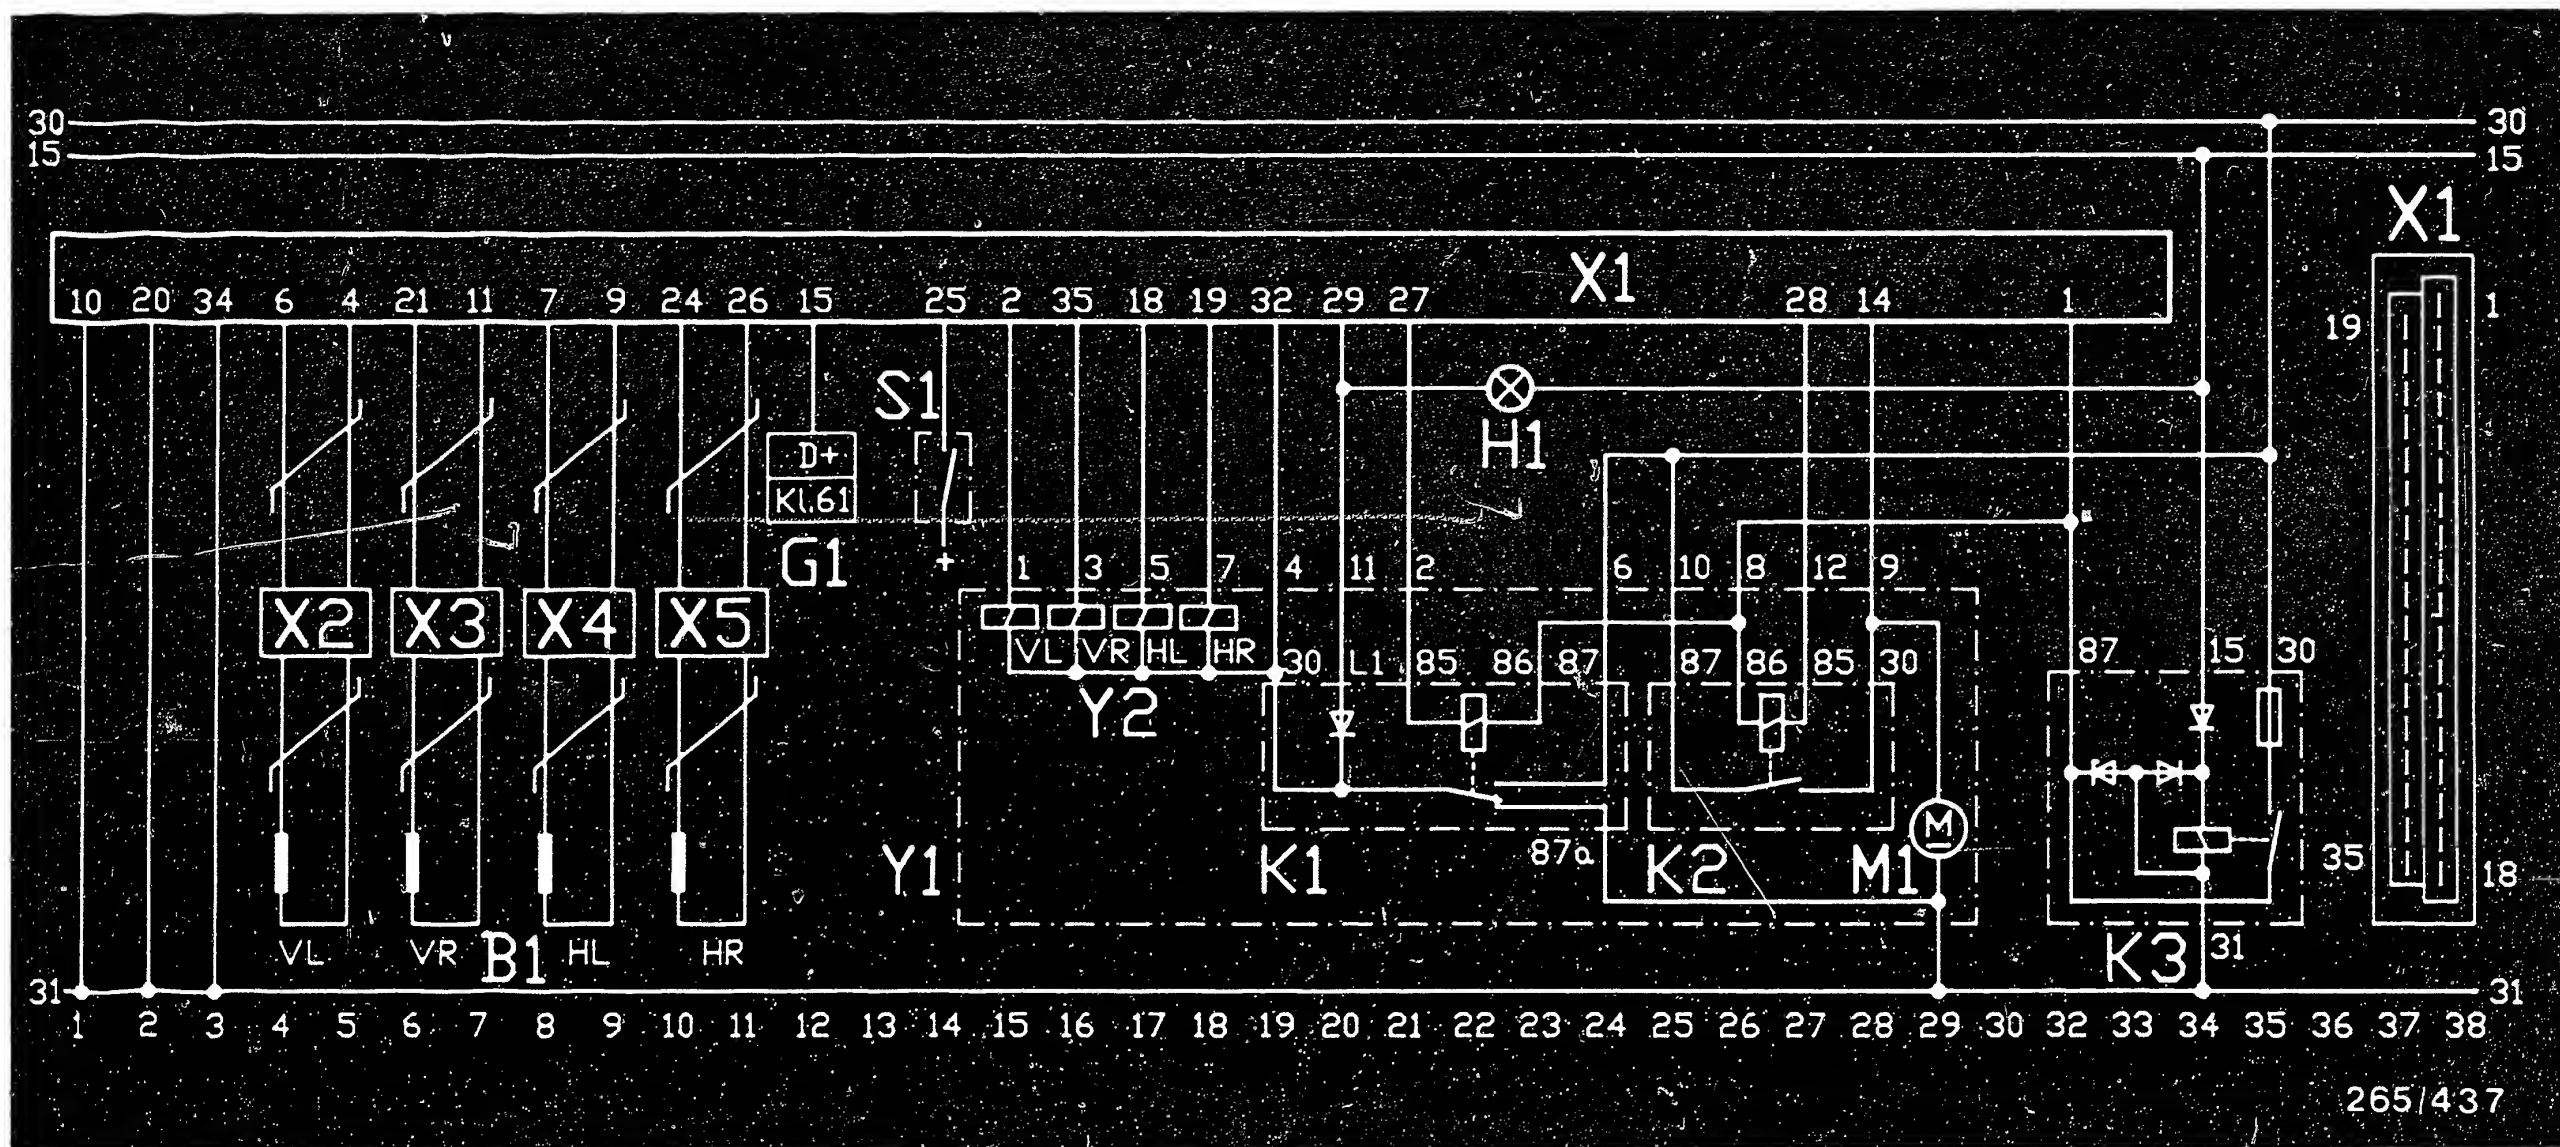 30 30
15 15
X1
10 20 34 6 4 21 11 7 9 24 26 15 25 2 35 18 19 32 29 27 X1 28 14 1
19 1
S1
H1
D+
Kl.61
G1 +
1 3 5 7 4 11 2 6 10 8 12 9
X2 X3 X4 X5
VL VR HL HR 30 L1 85 86 87 87 86 85 30 87 15 30
Y2
Y1 K1 87a K2 M1 M 35 18
VL VR B1 HL HR K3 31
31 31
1 2 3 4 5 6 7 8 9 10 11 12 13 14 15 16 17 18 19 20 21 22 23 24 25 26 27 28 29 30 32 33 34 35 36 37 38
265/437